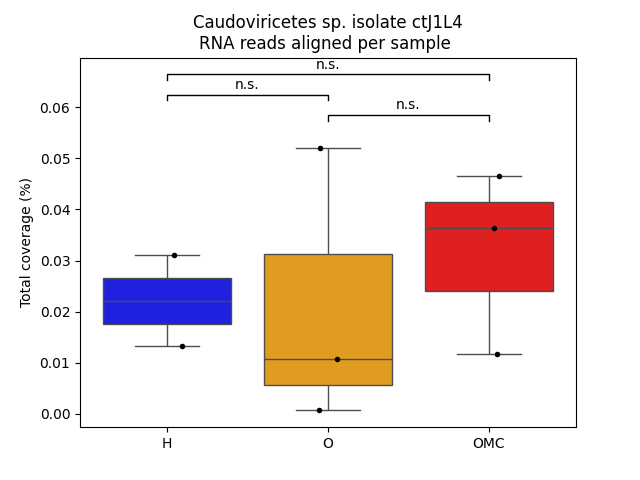 Caudoviricetes sp. isolate ctJ1L4
RNA reads aligned per sample
n.s.
n.s.
n.s.
Total coverage (%)
0.06
0.05
0.04
0.03
0.02
0.01
0.00
H
O
OMC